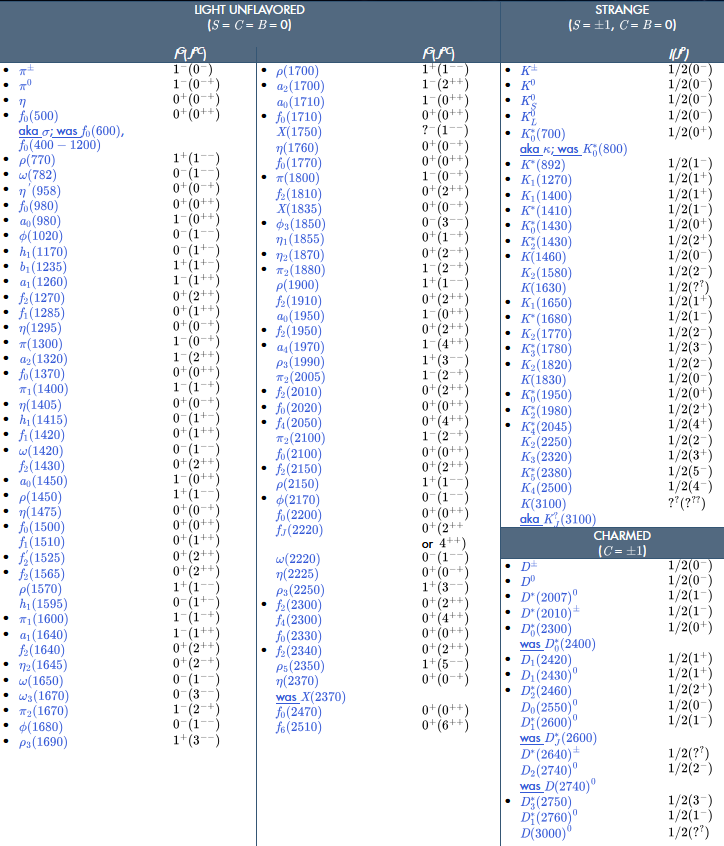 LIGHT UNFLAVORED
(S = C = B = 0)
I^G(J^PC)
• π^± 1^−(0^−)
• π^0 1^−(0^−+)
• η 0^+(0^−+)
• f_0(500) 0^+(0^++)
aka σ; was f_0(600),
f_0(400 − 1200)
• ρ(770) 1^+(1^−−)
• ω(782) 0^−(1^−−)
• η′(958) 0^+(0^−+)
• f_0(980) 0^+(0^++)
• a_0(980) 1^−(0^++)
• ϕ(1020) 0^−(1^−−)
• h_1(1170) 0^−(1^+−)
• b_1(1235) 1^+(1^+−)
• a_1(1260) 1^−(1^++)
• f_2(1270) 0^+(2^++)
• f_1(1285) 0^+(1^++)
• η(1295) 0^+(0^−+)
• π(1300) 1^−(0^−+)
• a_2(1320) 1^−(2^++)
• f_0(1370) 0^+(0^++)
π_1(1400) 1^−(1^−+)
• η(1405) 0^+(0^−+)
• h_1(1415) 0^−(1^+−)
• f_1(1420) 0^+(1^++)
• ω(1420) 0^−(1^−−)
f_2(1430) 0^+(2^++)
• a_0(1450) 1^−(0^++)
• ρ(1450) 1^+(1^−−)
• η(1475) 0^+(0^−+)
• f_0(1500) 0^+(0^++)
f_1(1510) 0^+(1^++)
• f′_2(1525) 0^+(2^++)
• f_2(1565) 0^+(2^++)
ρ(1570) 1^+(1^−−)
h_1(1595) 0^−(1^+−)
• π_1(1600) 1^−(1^−+)
• a_1(1640) 1^−(1^++)
f_2(1640) 0^+(2^++)
• η_2(1645) 0^+(2^−+)
• ω(1650) 0^−(1^−−)
• ω_3(1670) 0^−(3^−−)
• π_2(1670) 1^−(2^−+)
• ϕ(1680) 0^−(1^−−)
• ρ_3(1690) 1^+(3^−−)
I^G(J^PC)
• ρ(1700) 1^+(1^−−)
• a_2(1700) 1^−(2^++)
a_0(1710) 1^−(0^++)
• f_0(1710) 0^+(0^++)
X(1750) ?^−(1^−−)
η(1760) 0^+(0^−+)
f_0(1770) 0^+(0^++)
• π(1800) 1^−(0^−+)
f_2(1810) 0^+(2^++)
X(1835) 0^+(0^−+)
• ϕ_3(1850) 0^−(3^−−)
η_1(1855) 0^+(1^−+)
• η_2(1870) 0^+(2^−+)
• π_2(1880) 1^−(2^−+)
ρ(1900) 1^+(1^−−)
f_2(1910) 0^+(2^++)
a_0(1950) 1^−(0^++)
• f_2(1950) 0^+(2^++)
• a_4(1970) 1^−(4^++)
ρ_3(1990) 1^+(3^−−)
π_2(2005) 1^−(2^−+)
• f_2(2010) 0^+(2^++)
• f_0(2020) 0^+(0^++)
• f_4(2050) 0^+(4^++)
π_2(2100) 1^−(2^−+)
f_0(2100) 0^+(0^++)
• f_2(2150) 0^+(2^++)
ρ(2150) 1^+(1^−−)
• ϕ(2170) 0^−(1^−−)
f_0(2200) 0^+(0^++)
f_J(2220) 0^+(2^++
or 4^++)
ω(2220) 0^−(1^−−)
η(2225) 0^+(0^−+)
ρ_3(2250) 1^+(3^−−)
• f_2(2300) 0^+(2^++)
f_4(2300) 0^+(4^++)
f_0(2330) 0^+(0^++)
• f_2(2340) 0^+(2^++)
ρ_5(2350) 1^+(5^−−)
η(2370) 0^+(0^−+)
was X(2370)
f_0(2470) 0^+(0^++)
f_6(2510) 0^+(6^++)
STRANGE
(S = ±1, C = B = 0)
I(J^P)
• K^± 1/2(0^−)
• K^0 1/2(0^−)
• K^0_S 1/2(0^−)
• K^0_L 1/2(0^−)
• K^*_0(700) 1/2(0^+)
aka κ; was K^*_0(800)
• K^*(892) 1/2(1^−)
• K_1(1270) 1/2(1^+)
• K_1(1400) 1/2(1^+)
• K^*(1410) 1/2(1^−)
• K^*_0(1430) 1/2(0^+)
• K^*_2(1430) 1/2(2^+)
• K(1460) 1/2(0^−)
K_2(1580) 1/2(2^−)
K(1630) 1/2(?^?)
• K_1(1650) 1/2(1^+)
• K^*(1680) 1/2(1^−)
• K_2(1770) 1/2(2^−)
• K^*_3(1780) 1/2(3^−)
• K_2(1820) 1/2(2^−)
K(1830) 1/2(0^−)
• K^*_0(1950) 1/2(0^+)
• K^*_2(1980) 1/2(2^+)
• K^*_4(2045) 1/2(4^+)
K_2(2250) 1/2(2^−)
K_3(2320) 1/2(3^+)
K^*_5(2380) 1/2(5^−)
K_4(2500) 1/2(4^−)
K(3100) ?^?(?^??)
aka K^?_J(3100)
CHARMED
(C = ±1)
• D^± 1/2(0^−)
• D^0 1/2(0^−)
• D^*(2007)^0 1/2(1^−)
• D^*(2010)^± 1/2(1^−)
• D^*_0(2300) 1/2(0^+)
was D^*_0(2400)
• D_1(2420) 1/2(1^+)
• D_1(2430)^0 1/2(1^+)
• D^*_2(2460) 1/2(2^+)
D_0(2550)^0 1/2(0^−)
D^*_1(2600)^0 1/2(1^−)
was D^*_J(2600)
D^*(2640)^± 1/2(?^?)
D_2(2740)^0 1/2(2^−)
was D(2740)^0
• D^*_3(2750) 1/2(3^−)
D^*_1(2760)^0 1/2(1^−)
D(3000)^0 1/2(?^?)